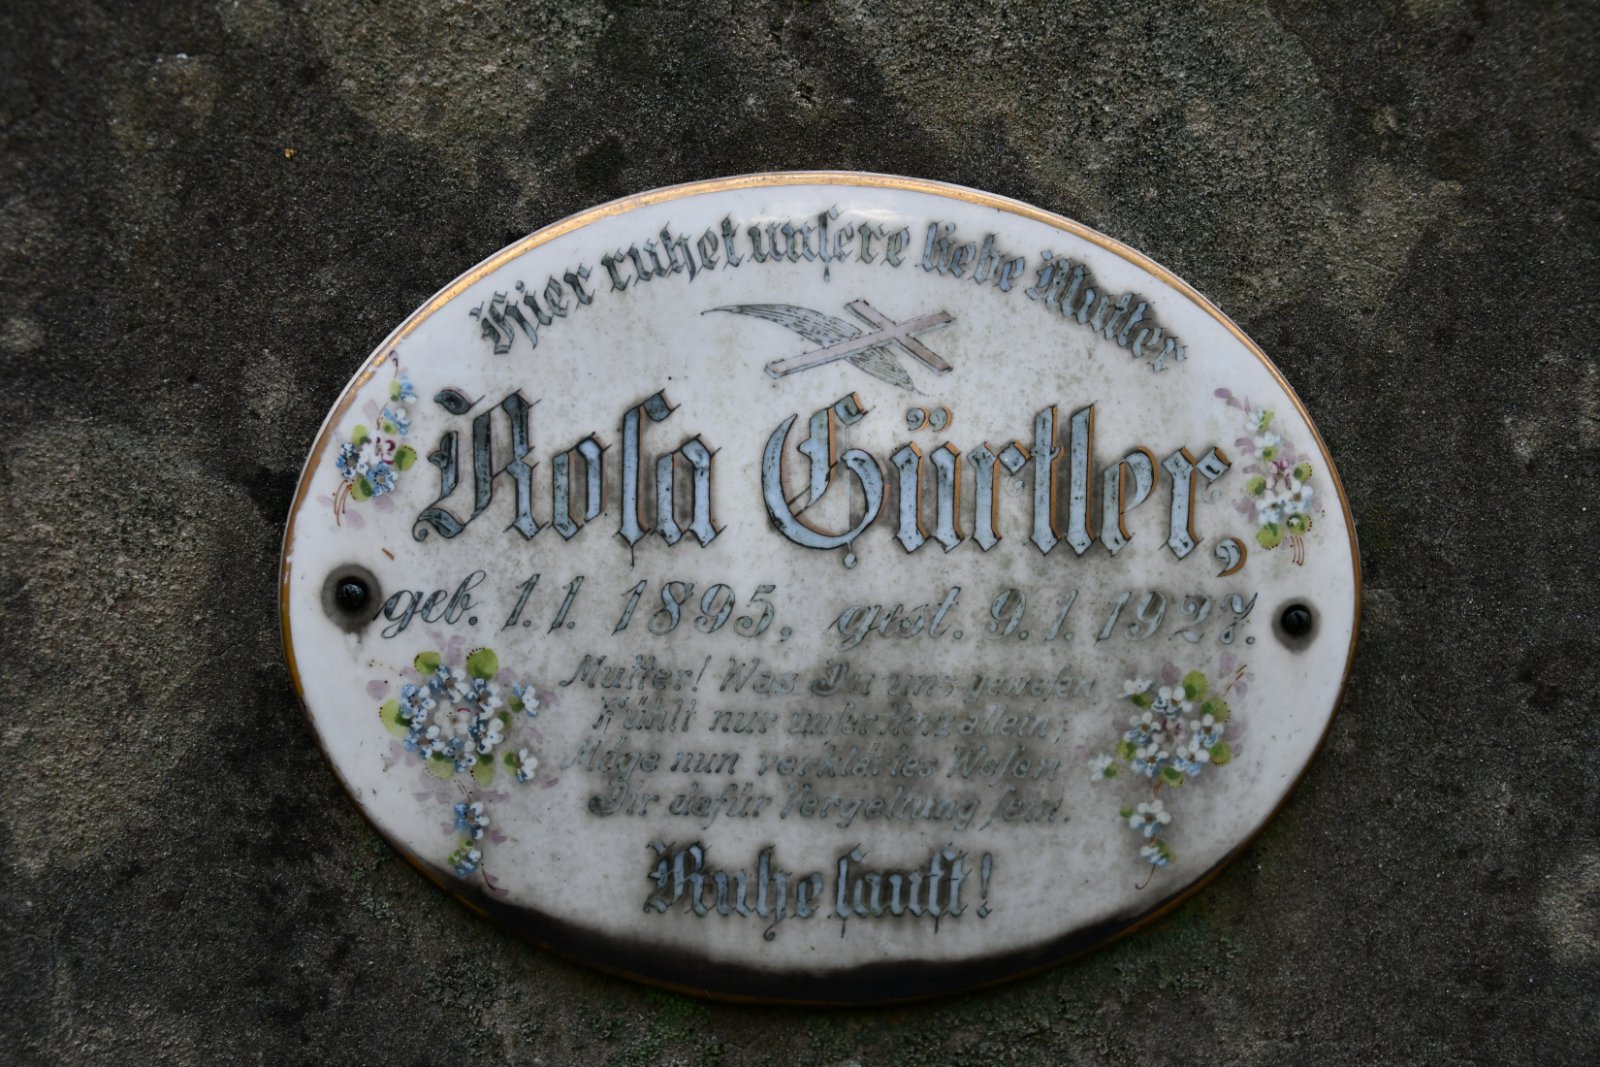 Hier ruhet unsere liebe Mutter
Rosa Gürtler,
geb. 1.1. 1895, gest. 9.1.1927.
Mutter! Was Du uns gewesen
Fühlt nur unser Herz allein;
Möge nun verklärtes Wesen
Dir dafür Vergeltung sein.
Ruhe sanft!